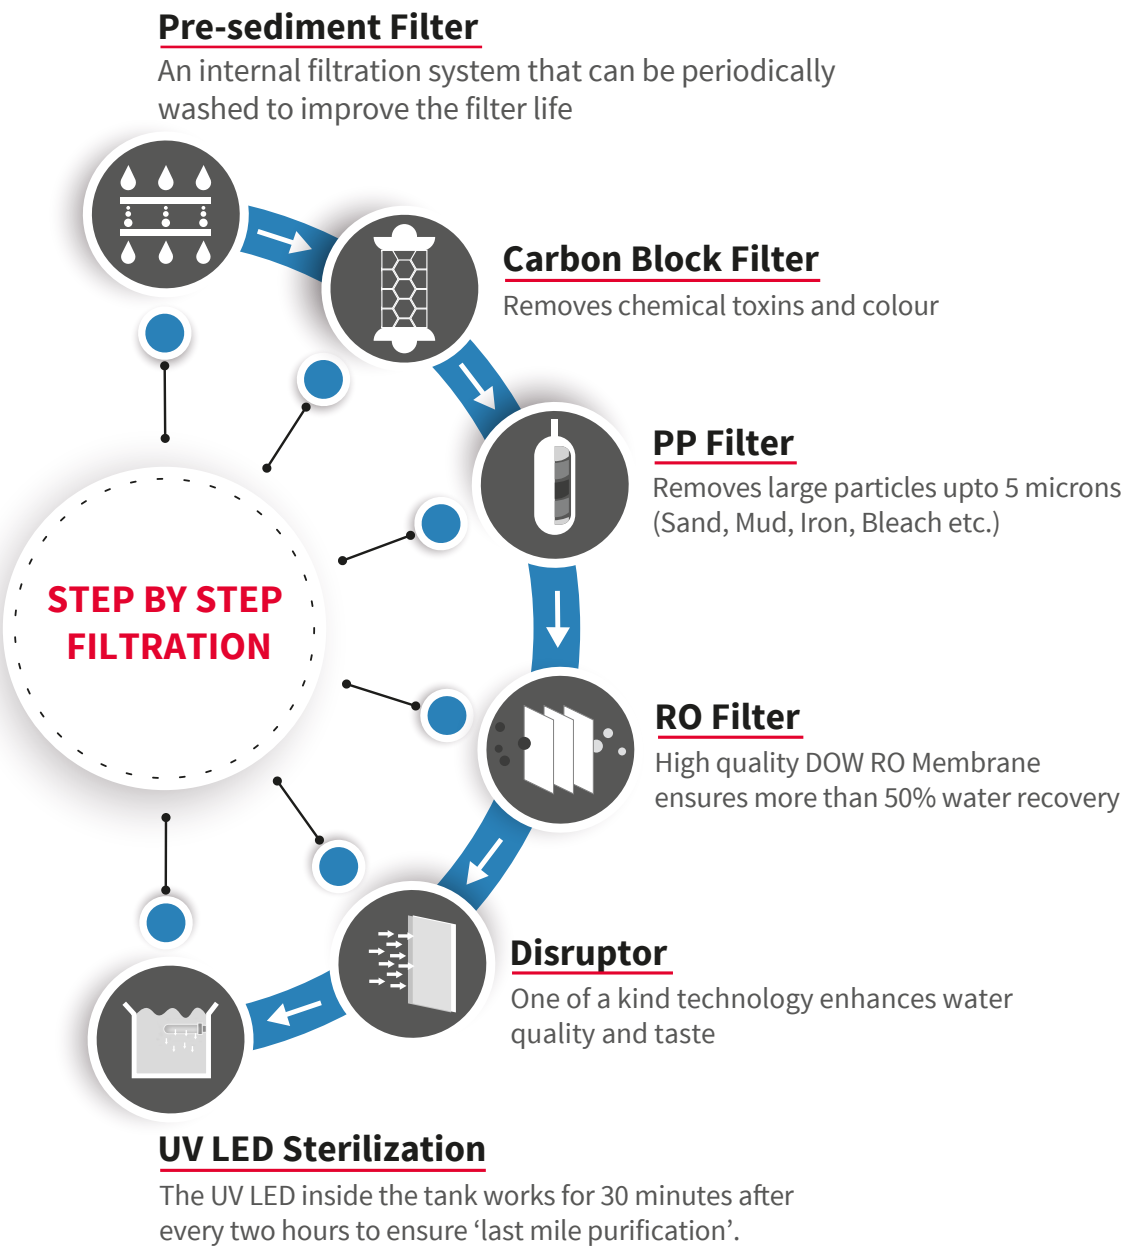 Pre-sediment Filter
An internal filtration system that can be periodically
washed to improve the filter life
Carbon Block Filter
Removes chemical toxins and colour
PP Filter
Removes large particles upto 5 microns
(Sand, Mud, Iron, Bleach etc.)
STEP BY STEP
FILTRATION
RO Filter
High quality DOW RO Membrane
ensures more than 50% water recovery
Disruptor
One of a kind technology enhances water
quality and taste
UV LED Sterilization
The UV LED inside the tank works for 30 minutes after
every two hours to ensure ‘last mile purification’.